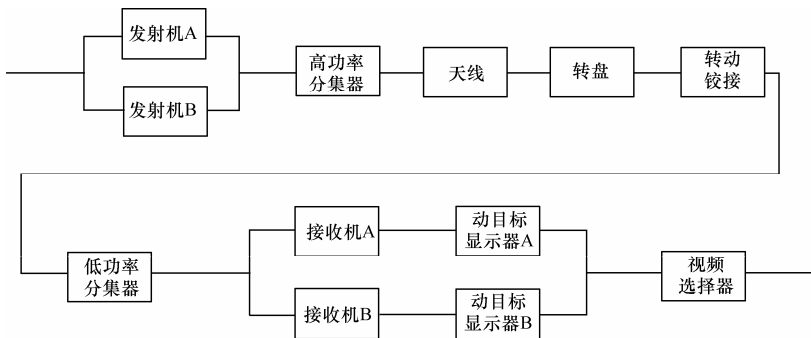 发射机A
发射机B
高功率
分集器
天线
转盘
转动
铰接
低功率
分集器
接收机A
动目标
显示器A
接收机B
动目标
显示器B
视频
选择器